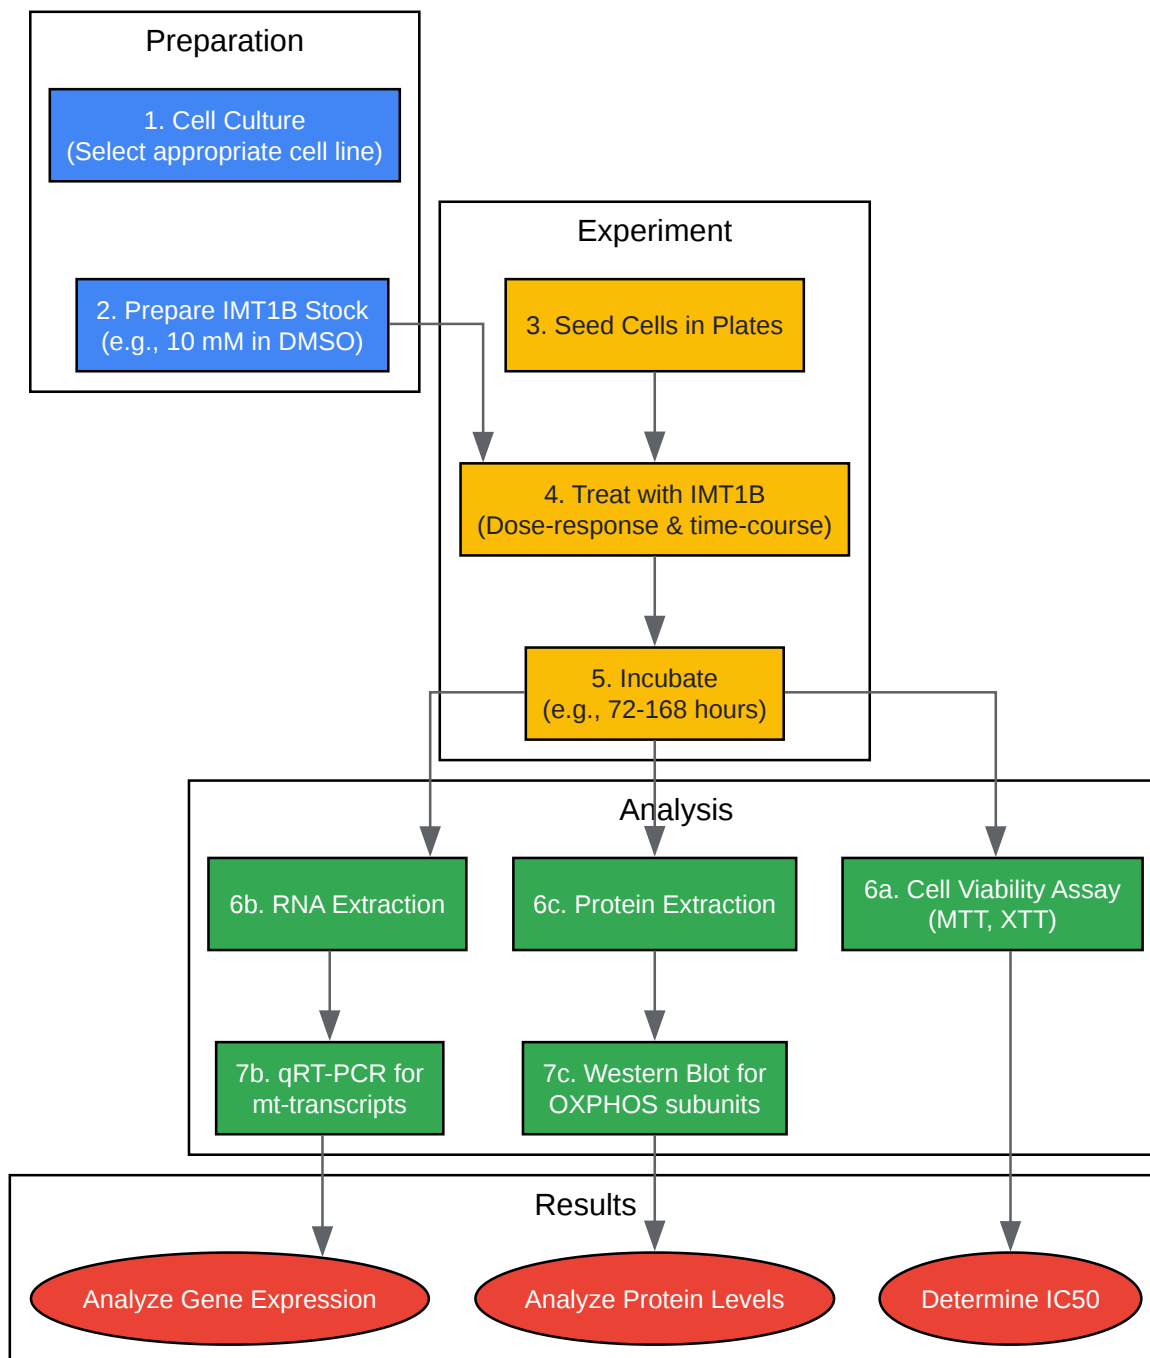 Preparation
1. Cell Culture
(Select appropriate cell line)
2. Prepare IMT1B Stock
(e.g., 10 mM in DMSO)
Experiment
3. Seed Cells in Plates
4. Treat with IMT1B
(Dose-response & time-course)
5. Incubate
(e.g., 72-168 hours)
Analysis
6b. RNA Extraction
6c. Protein Extraction
6a. Cell Viability Assay
(MTT, XTT)
7b. qRT-PCR for
mt-transcripts
7c. Western Blot for
OXPHOS subunits
Results
Analyze Gene Expression
Analyze Protein Levels
Determine IC50